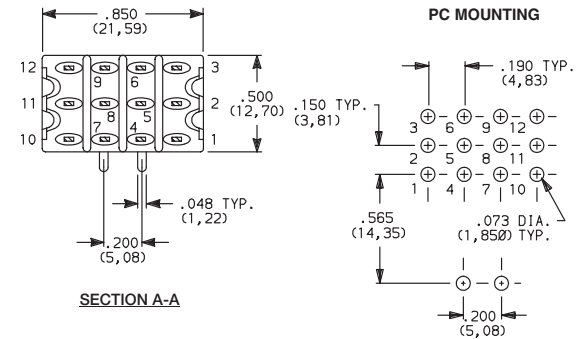 .850
(21,59)
12
9
6
3
11
8
5
2
.500
(12,70)
10
7
4
1
.048 TYP.
(1,22)
.200
(5,08)
SECTION A-A
PC MOUNTING
.190 TYP.
(4,83)
.150 TYP.
(3,81)
3 6 9 12
2 5 8 11
1 4 7 10
.565
(14,35)
.073 DIA.
(1,850) TYP.
.200
(5,08)